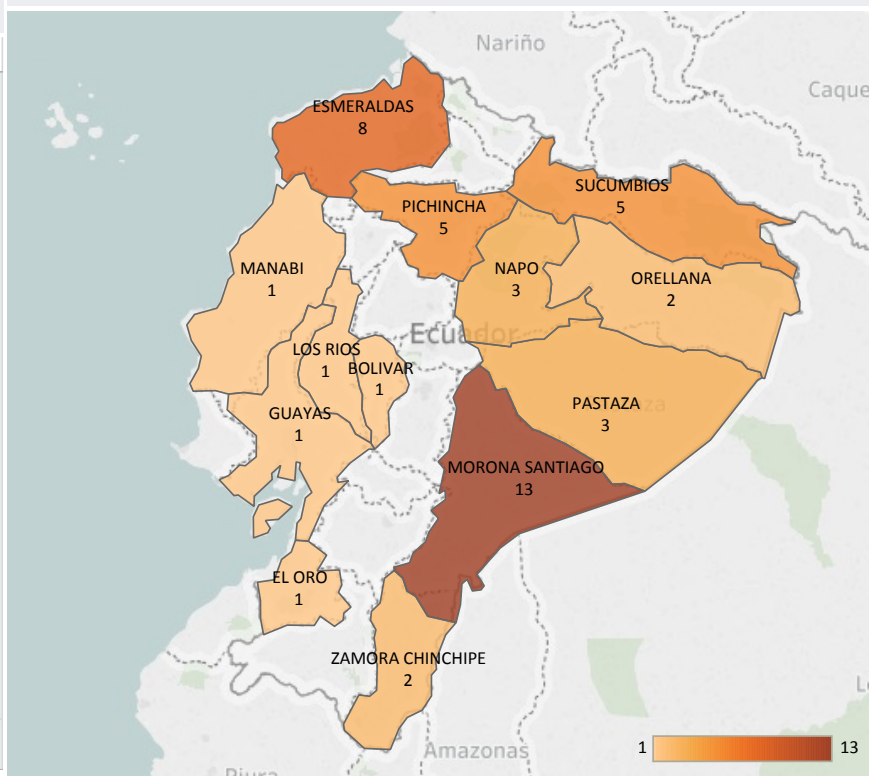 Nariño
Caque
ESMERALDAS
8
SUCUMBIOS
5
PICHINCHA
5
MANABI
1
NAPO
3
ORELLANA
2
Ecuador
LOS RIOS
1
BOLIVAR
1
GUAYAS
1
PASTAZA
3
MORONA SANTIAGO
13
EL ORO
1
ZAMORA CHINCHIPE
2
1
13
Amazonas
Piura